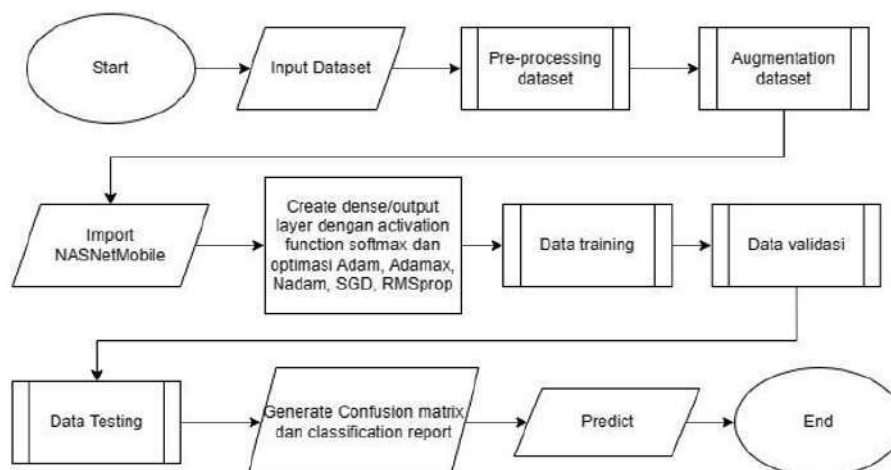 Start
Input Dataset
Pre-processing
dataset
Augmentation
dataset
Import
NASNetMobile
Create dense/output
layer dengan activation
function softmax dan
optimasi Adam, Adamax,
Nadam, SGD, RMSprop
Data training
Data validasi
Data Testing
Generate Confusion matrix
dan classification report
Predict
End